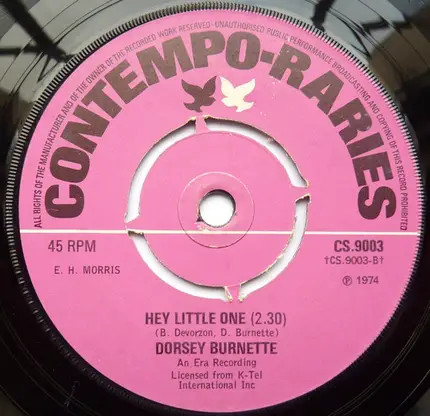 ALL RIGHTS OF THE MANUFACTURER AND OF THE OWNER OF THE RECORDED WORK RESERVED - UNAUTHORISED PUBLIC PERFORMANCE BROADCASTING AND COPYING OF THIS RECORD PROHIBITED
CONTEMPO-RARIES
45 RPM
CS.9003
E. H. MORRIS
†CS.9003-B†
℗ 1974
HEY LITTLE ONE (2.30)
(B. Devorzon, D. Burnette)
DORSEY BURNETTE
An Era Recording
Licensed from K-Tel
International Inc